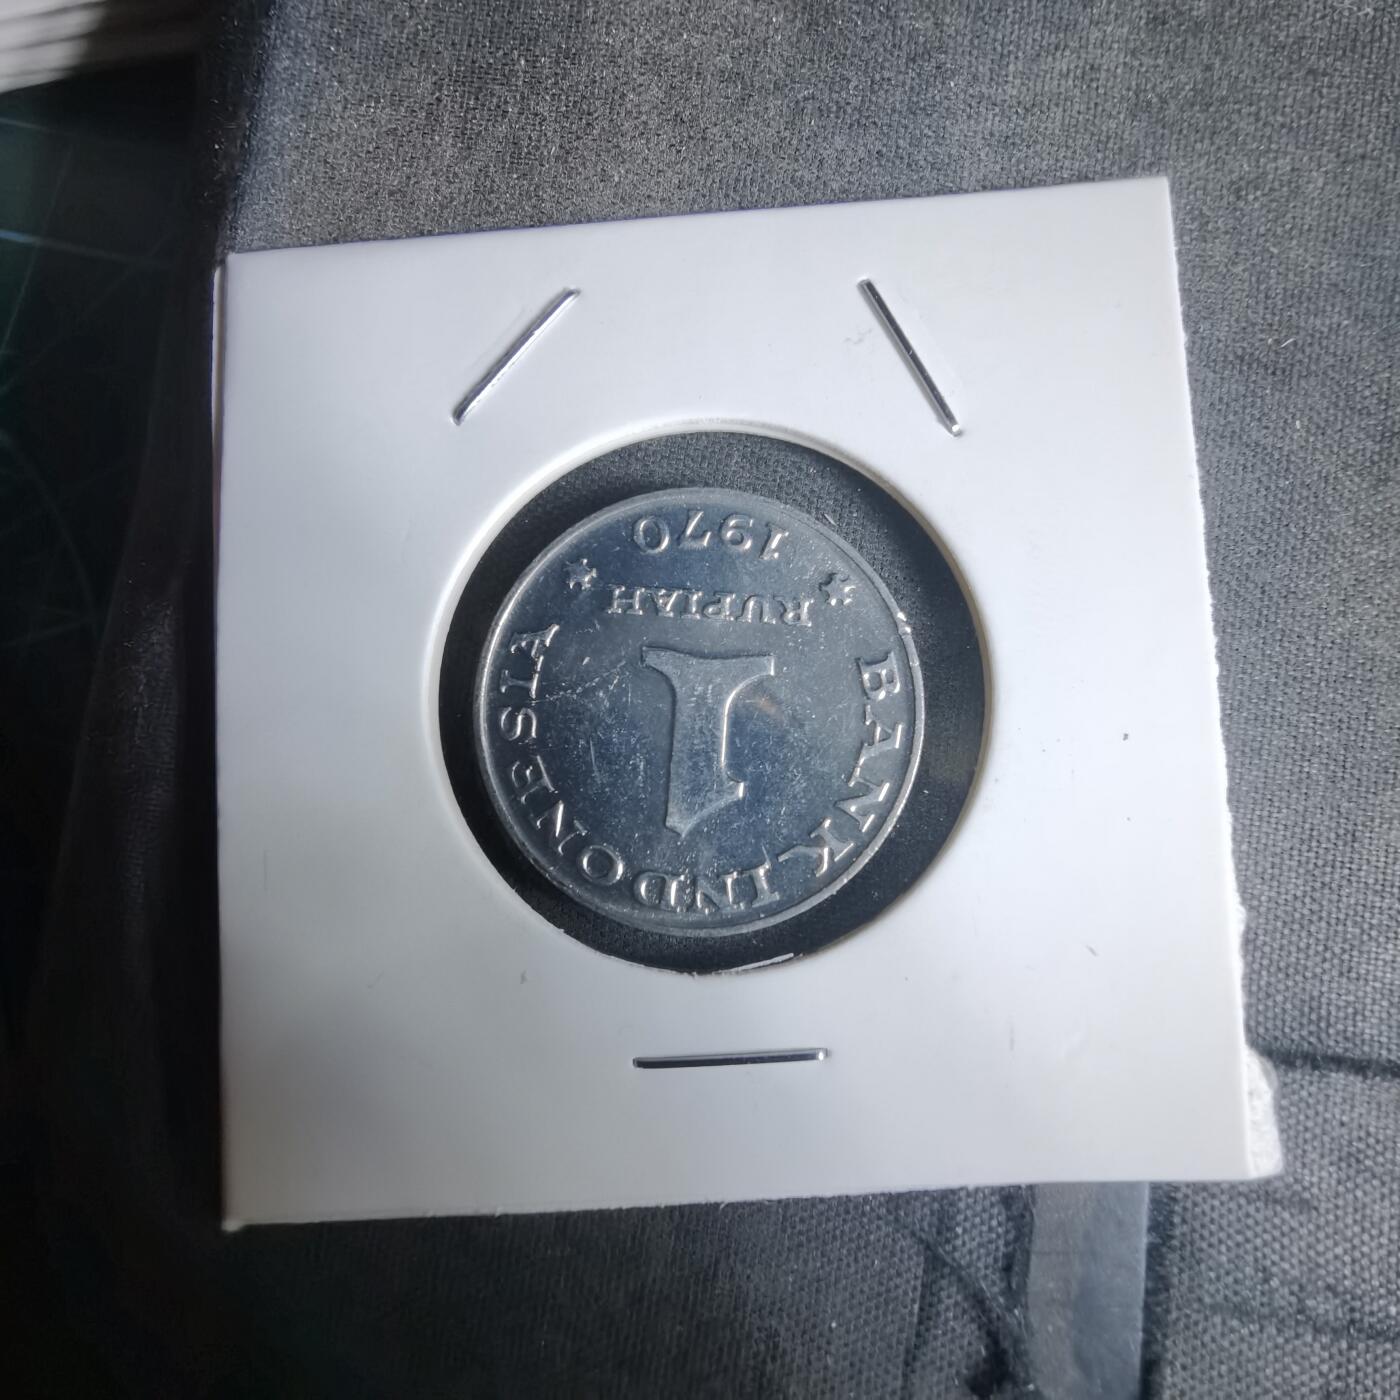 BANK INDONESIA
1
RUPIAH
1970